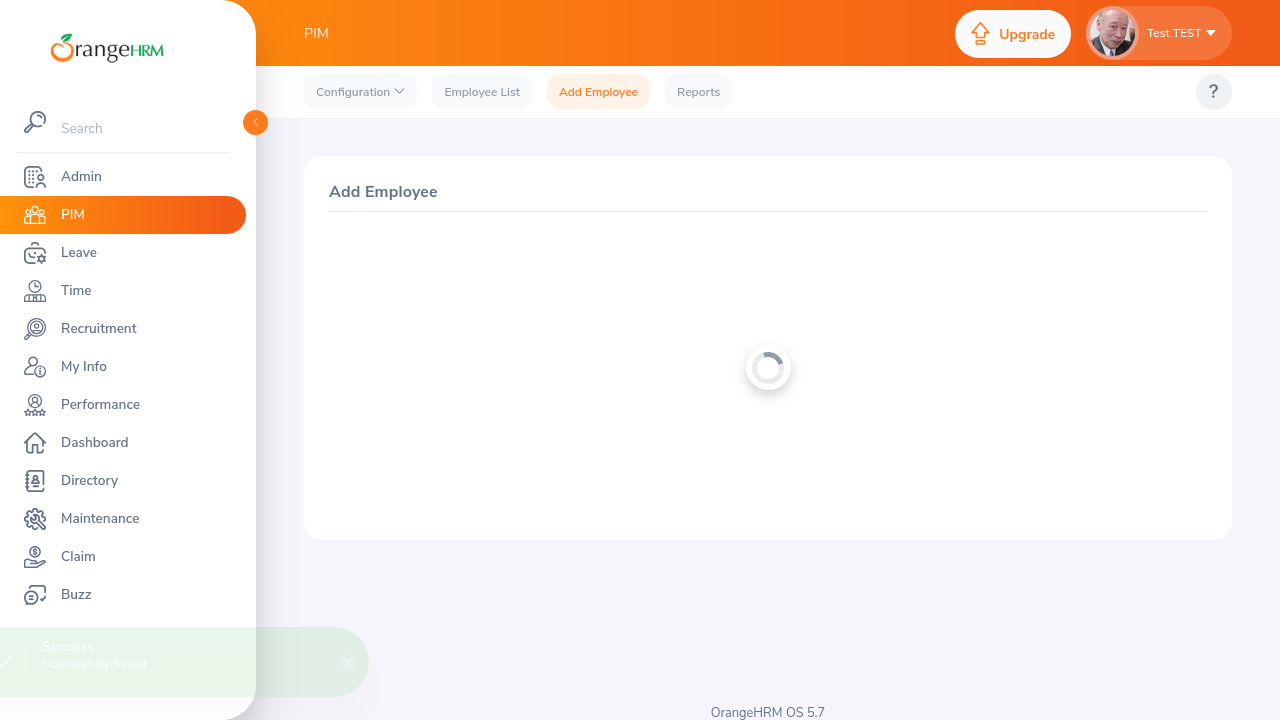 OrangeHRM
PIM
Upgrade
Test TEST
Configuration
Employee List
Add Employee
Reports
?
Search
Admin
PIM
Leave
Time
Recruitment
My Info
Performance
Dashboard
Directory
Maintenance
Claim
Buzz
Add Employee
Success
Successfully Saved
OrangeHRM OS 5.7